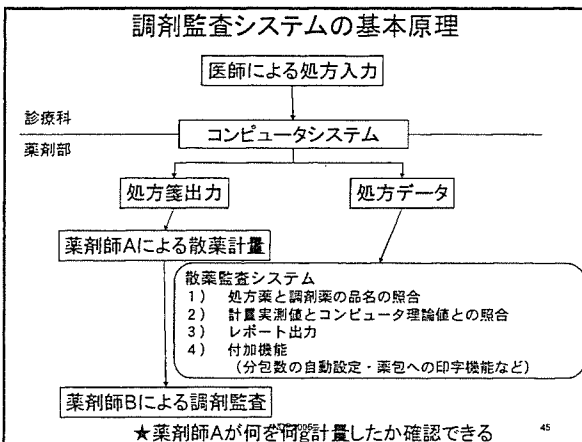 調剤監査システムの基本原理
医師による処方入力
診療科
コンピュータシステム
薬剤部
処方箋出力
処方データ
薬剤師Aによる散薬計量
散薬監査システム
1) 処方薬と調剤薬の品名の照合
2) 計量実測値とコンピュータ理論値との照合
3) レポート出力
4) 付加機能
(分包数の自動設定・薬包への印字機能など)
薬剤師Bによる調剤監査
★薬剤師Aが何を何g計量したか確認できる
45